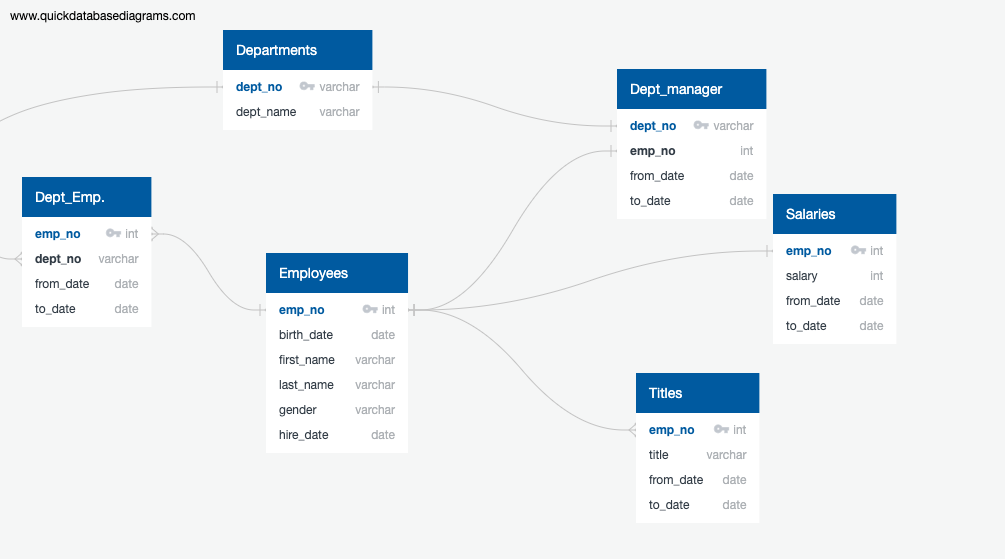 www.quickdatabasediagrams.com
Departments
dept_no varchar
dept_name varchar
Dept_manager
dept_no varchar
emp_no int
from_date date
to_date date
Dept_Emp.
emp_no int
dept_no varchar
from_date date
to_date date
Salaries
emp_no int
salary int
from_date date
to_date date
Employees
emp_no int
birth_date date
first_name varchar
last_name varchar
gender varchar
hire_date date
Titles
emp_no int
title varchar
from_date date
to_date date